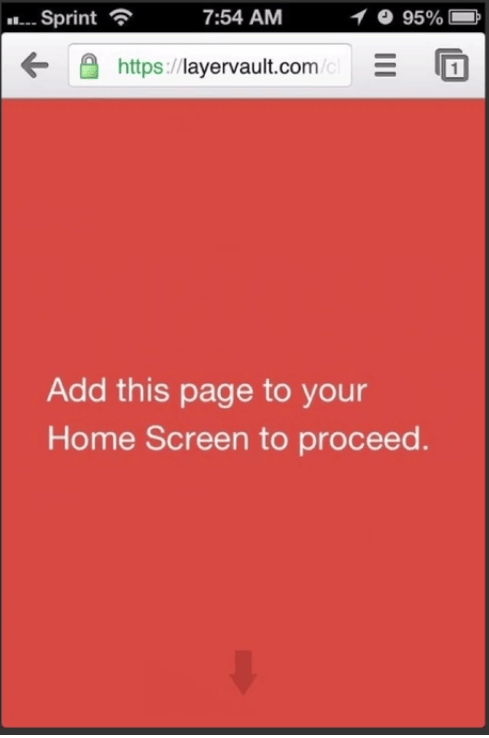 Sprint 7:54 AM 95%
https://layervault.com/cl 1
Add this page to your
Home Screen to proceed.